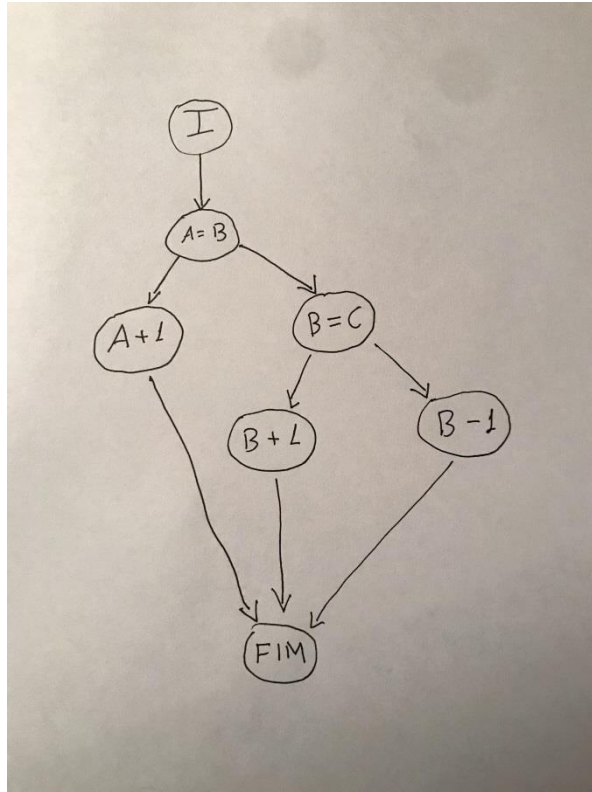 I
A = B
A + 1
B = C
B + 1
B - 1
FIM